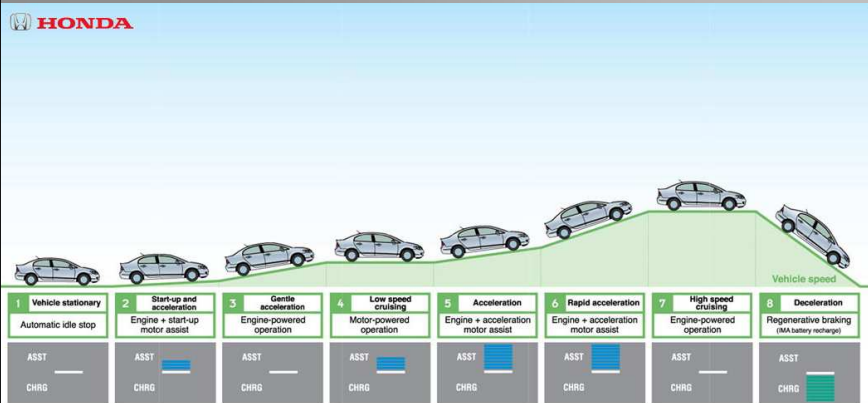 HONDA
Vehicle speed
1 Vehicle stationary
Automatic idle stop
2 Start-up and
acceleration
Engine + start-up
motor assist
3 Gentle
acceleration
Engine-powered
operation
4 Low speed
cruising
Motor-powered
operation
5 Acceleration
Engine + acceleration
motor assist
6 Rapid acceleration
Engine + acceleration
motor assist
7 High speed
cruising
Engine-powered
operation
8 Deceleration
Regenerative braking
(IMA battery recharge)
ASST
CHRG
ASST
CHRG
ASST
CHRG
ASST
CHRG
ASST
CHRG
ASST
CHRG
ASST
CHRG
ASST
CHRG